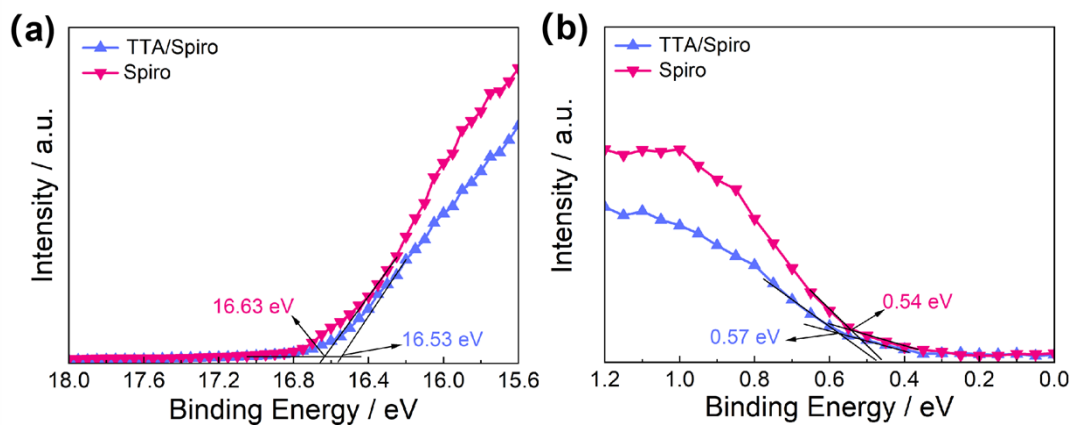 (a)
TTA/Spiro
Spiro
Intensity / a.u.
16.63 eV
16.53 eV
18.0 17.6 17.2 16.8 16.4 16.0 15.6
Binding Energy / eV
(b)
TTA/Spiro
Spiro
Intensity / a.u.
0.54 eV
0.57 eV
1.2 1.0 0.8 0.6 0.4 0.2 0.0
Binding Energy / eV